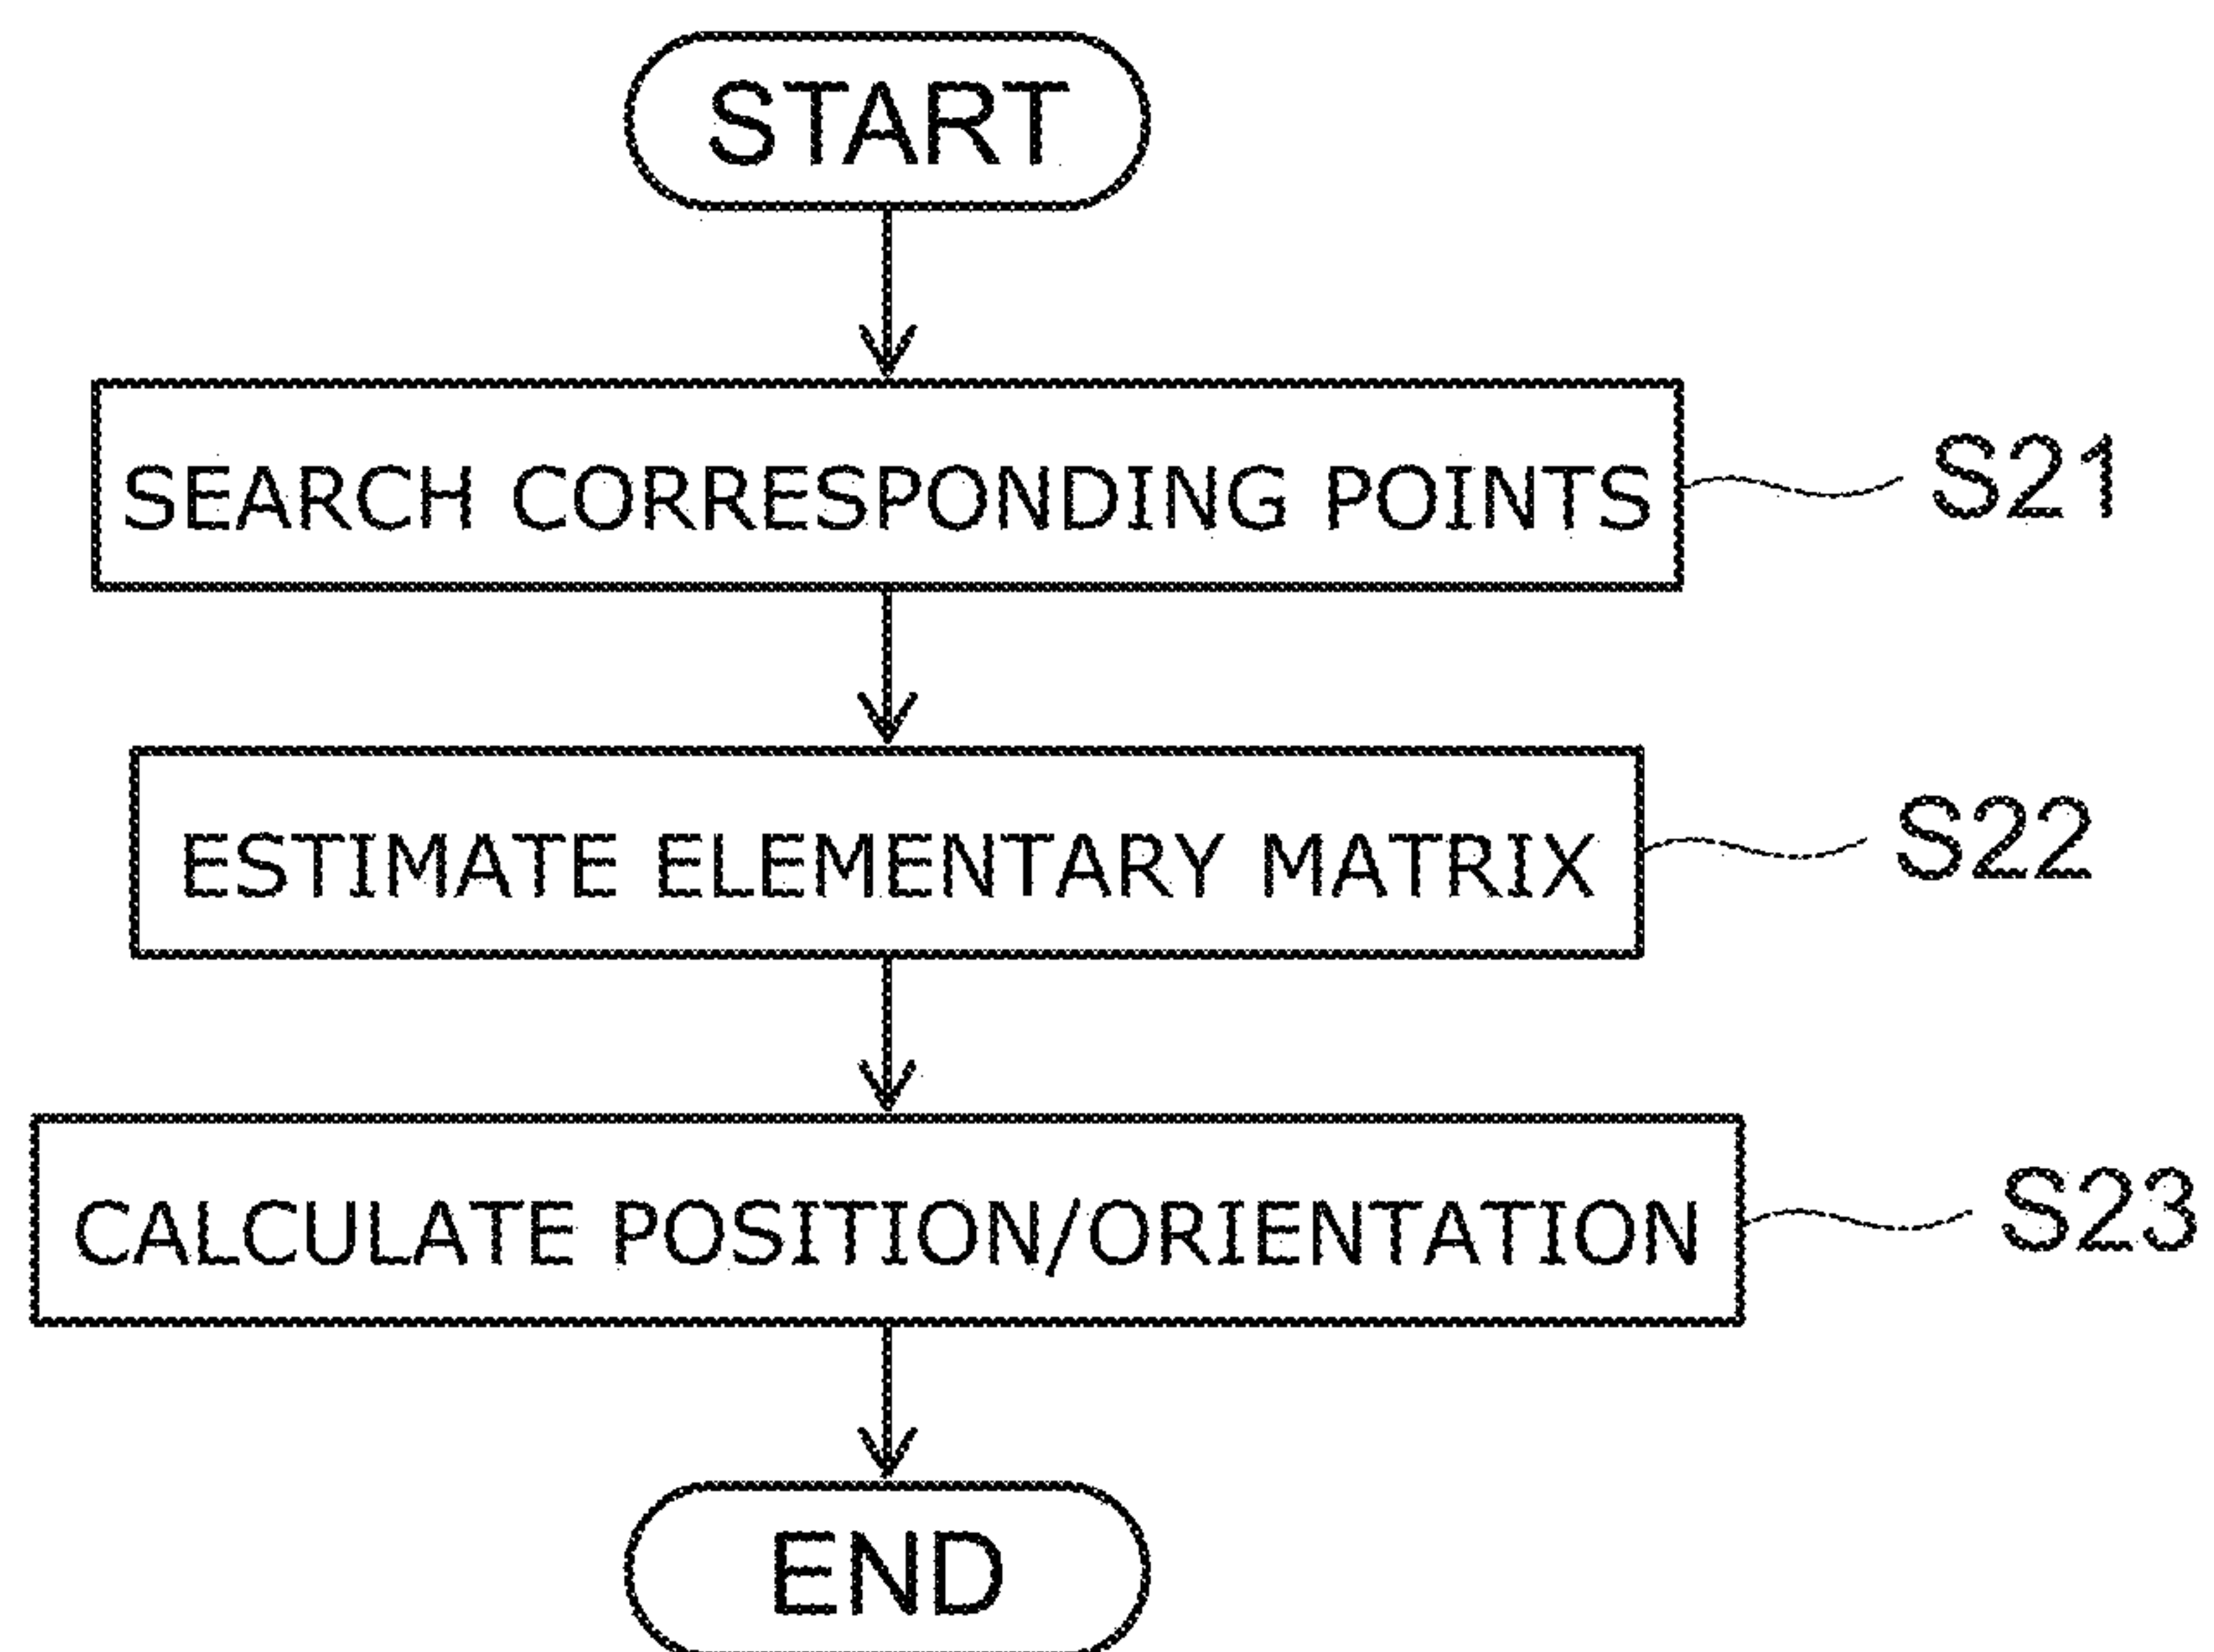 START
SEARCH CORRESPONDING POINTS S21
ESTIMATE ELEMENTARY MATRIX S22
CALCULATE POSITION/ORIENTATION S23
END